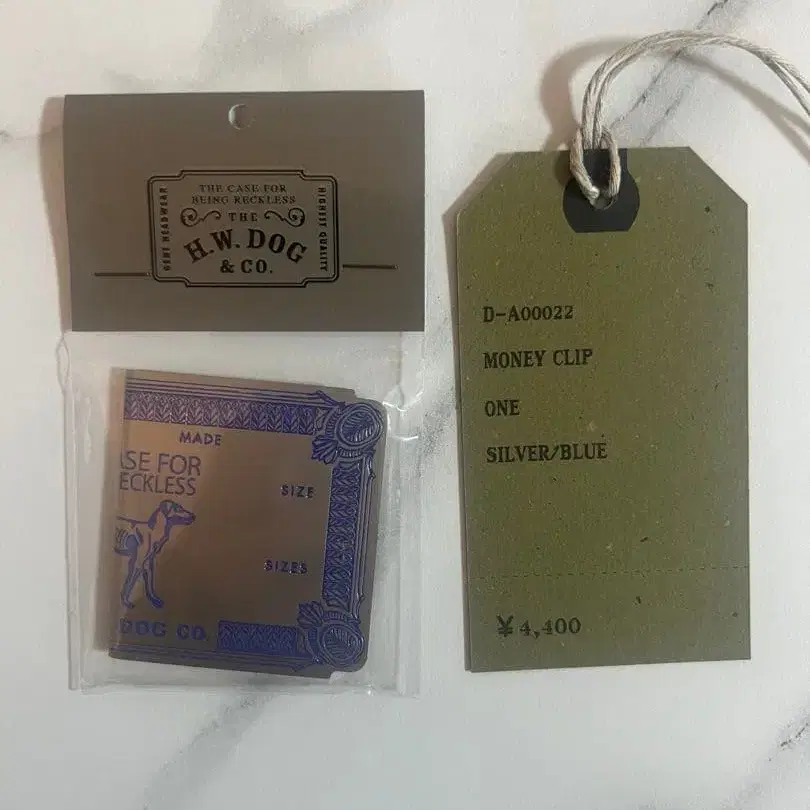 THE CASE FOR
BEING RECKLESS
GENT HEADWEAR
THE
H.W. DOG
& CO.
HIGHEST QUALITY
MADE
ASE FOR
ECKLESS
SIZE
SIZES
DOG CO.
D-A00022
MONEY CLIP
ONE
SILVER/BLUE
¥4,400